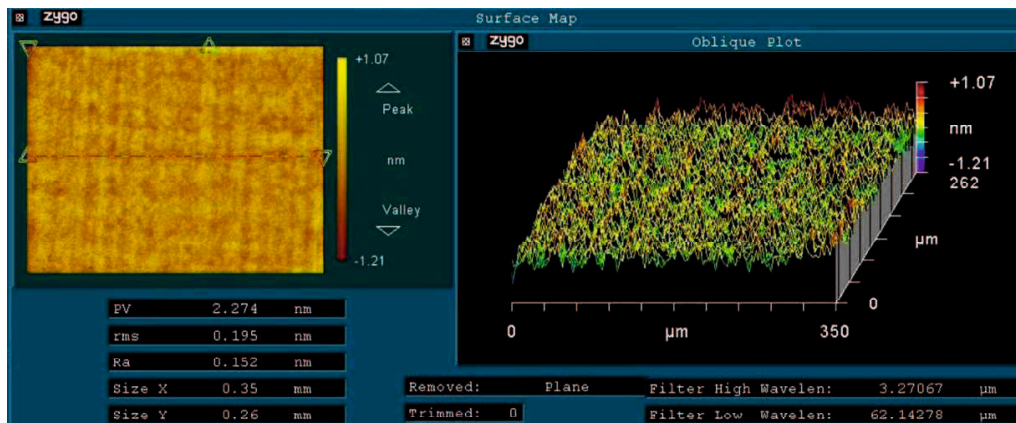 zygo
Surface Map
+1.07
Peak
nm
Valley
-1.21
PV 2.274 nm
rms 0.195 nm
Ra 0.152 nm
Size X 0.35 mm
Size Y 0.26 mm
zygo
Oblique Plot
+1.07
nm
-1.21
262
µm
0
0 µm 350
Removed: Plane
Trimmed: 0
Filter High Wavelen: 3.27067 µm
Filter Low Wavelen: 62.14278 µm